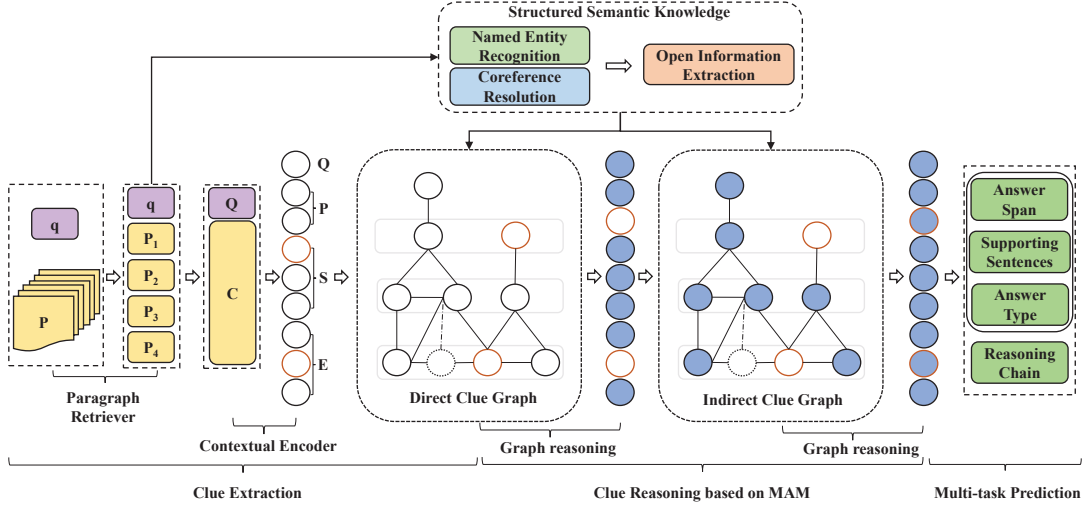 Structured Semantic Knowledge
Named Entity
Recognition
Coreference
Resolution
Open Information
Extraction
q
P
q
P1
P2
P3
P4
Q
C
Q
P
S
E
Direct Clue Graph
Indirect Clue Graph
Answer
Span
Supporting
Sentences
Answer
Type
Reasoning
Chain
Paragraph
Retriever
Contextual Encoder
Graph reasoning
Graph reasoning
Clue Extraction
Clue Reasoning based on MAM
Multi-task Prediction